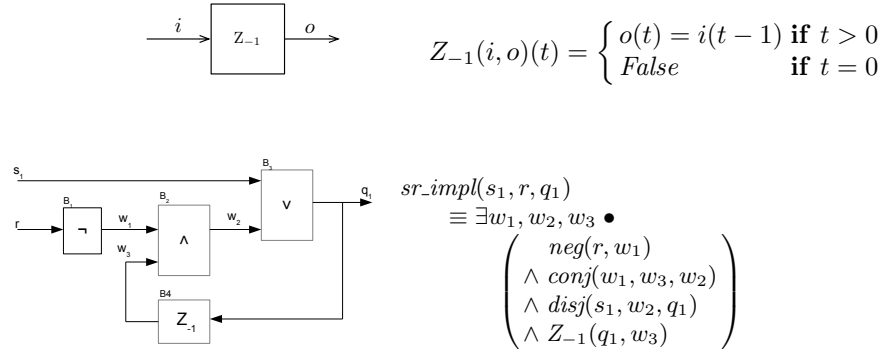 i
Z₋₁
o
Z₋₁(i, o)(t) = { o(t) = i(t − 1) if t > 0
False if t = 0
s₁
B₃
∨
q₁
r
B₁
¬
w₁
B₂
∧
w₂
w₃
B4
Z₋₁
sr_impl(s₁, r, q₁)
≡ ∃w₁, w₂, w₃ •
neg(r, w₁)
∧ conj(w₁, w₃, w₂)
∧ disj(s₁, w₂, q₁)
∧ Z₋₁(q₁, w₃)